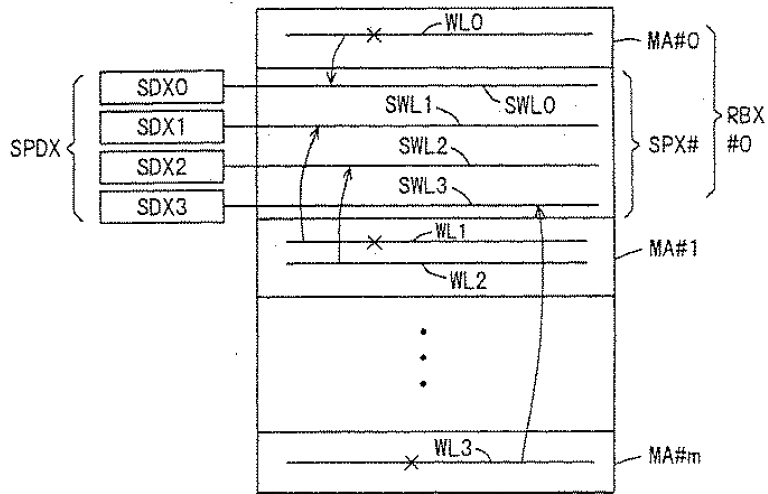 WL0
MA#0
SDX0
SWL0
SDX1
SWL1
RBX
#0
SPDX
SWL2
SPX#
SDX2
SWL3
SDX3
WL1
MA#1
WL2
WL3
MA#m